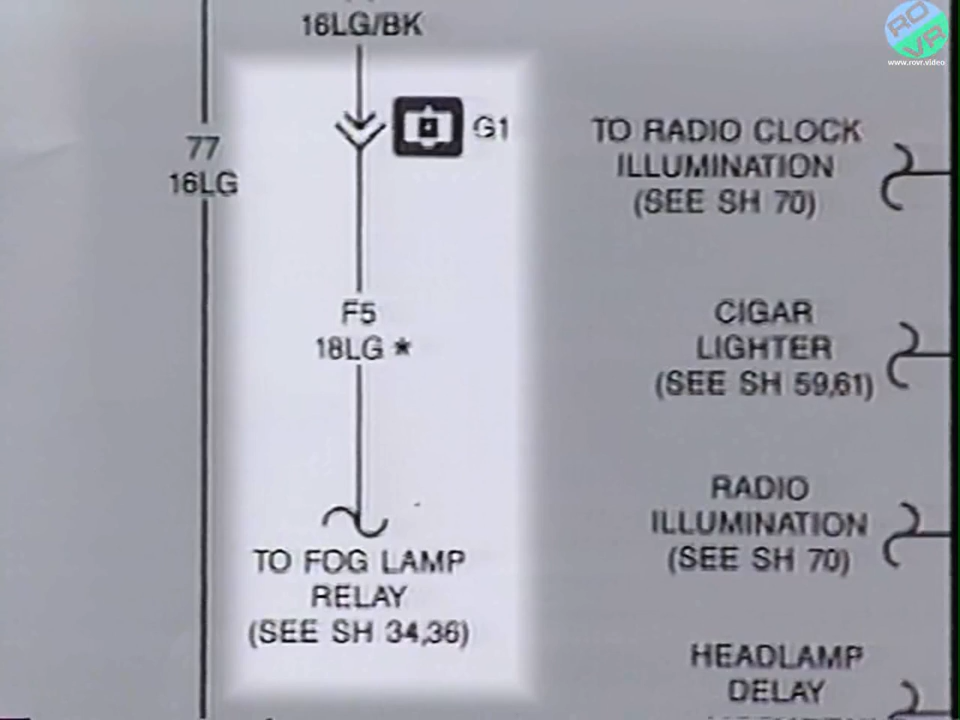 16LG/BK
ROVR
www.rovr.video
G1
77
16LG
TO RADIO CLOCK
ILLUMINATION
(SEE SH 70)
F5
18LG *
CIGAR
LIGHTER
(SEE SH 59,61)
RADIO
ILLUMINATION
(SEE SH 70)
TO FOG LAMP
RELAY
(SEE SH 34,36)
HEADLAMP
DELAY